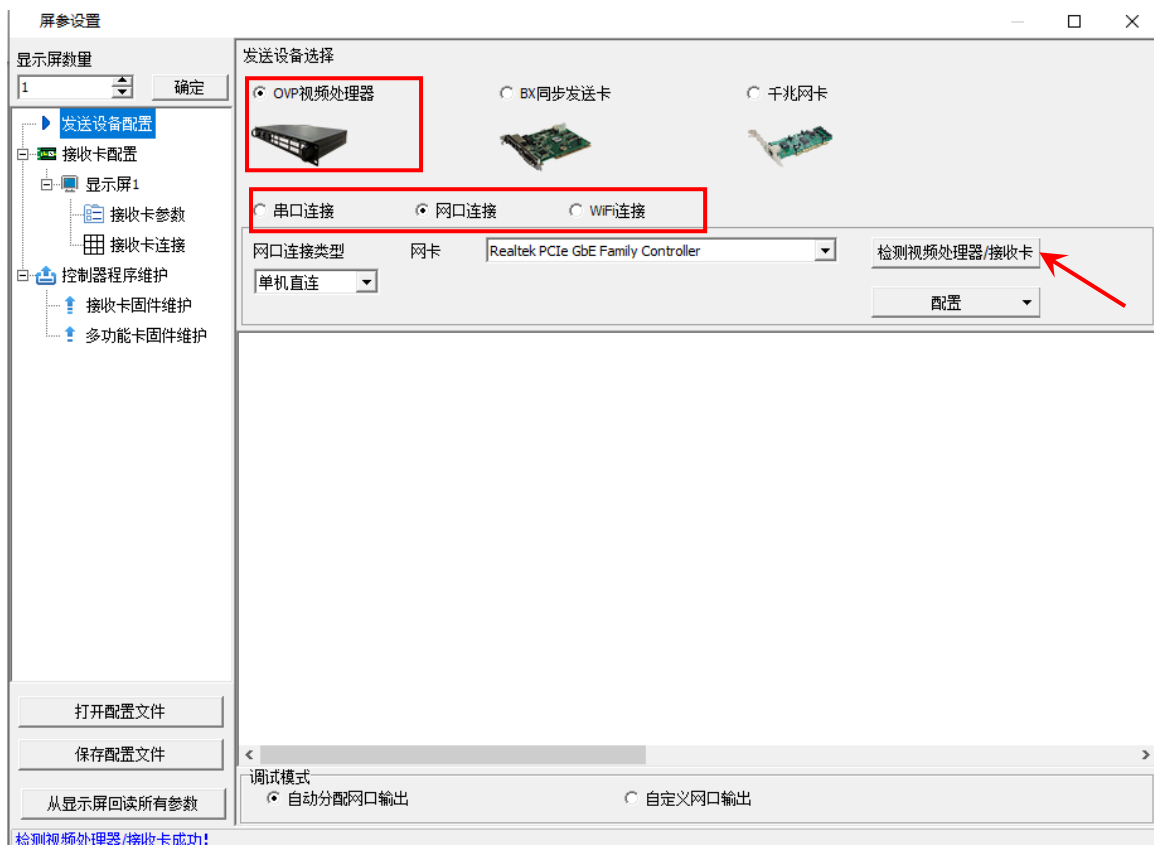 屏参设置
显示屏数量
1
确定
发送设备配置
接收卡配置
显示屏1
接收卡参数
接收卡连接
控制器程序维护
接收卡固件维护
多功能卡固件维护
打开配置文件
保存配置文件
从显示屏回读所有参数
发送设备选择
OVP视频处理器 BX同步发送卡 千兆网卡
串口连接 网口连接 WiFi连接
网口连接类型 网卡 Realtek PCIe GbE Family Controller 检测视频处理器/接收卡
单机直连 配置
调试模式
自动分配网口输出 自定义网口输出
检测视频处理器/接收卡成功!